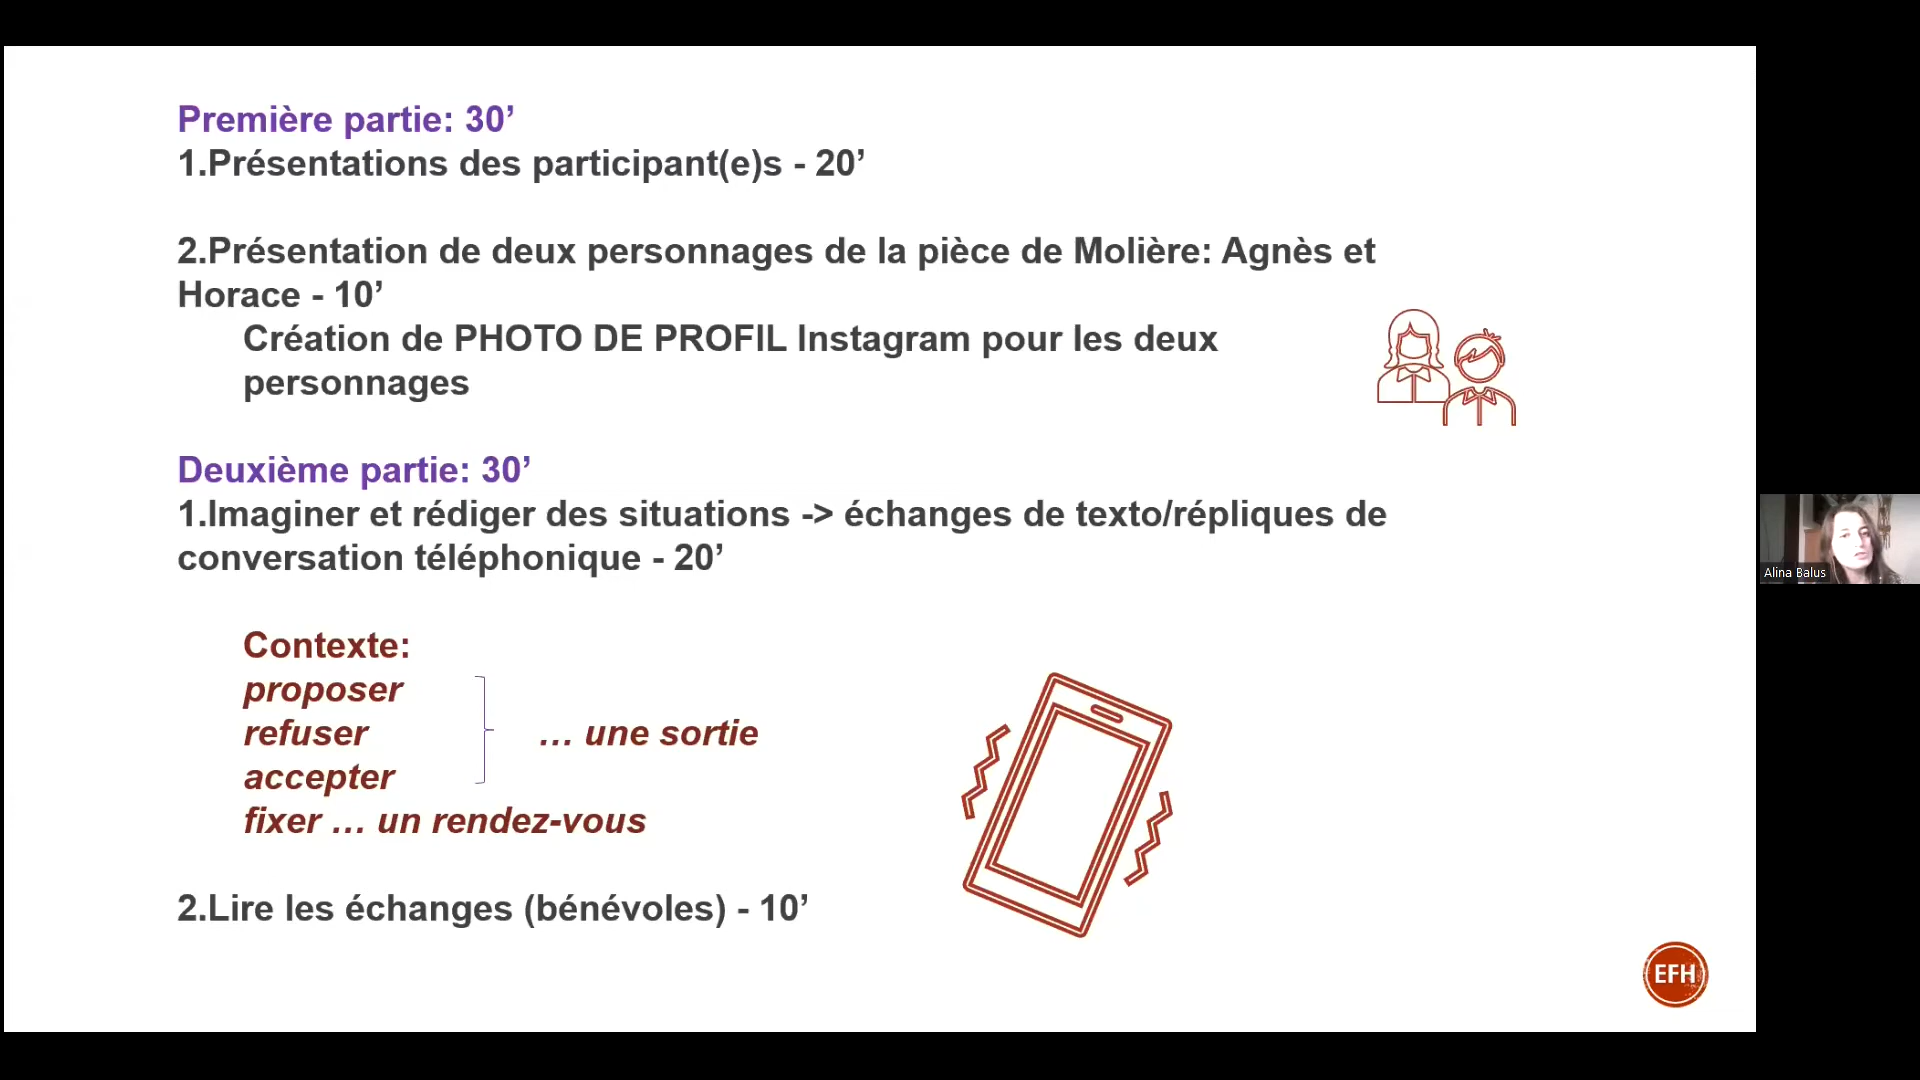 Première partie: 30’
1.Présentations des participant(e)s - 20’
2.Présentation de deux personnages de la pièce de Molière: Agnès et
Horace - 10’
Création de PHOTO DE PROFIL Instagram pour les deux
personnages
Deuxième partie: 30’
1.Imaginer et rédiger des situations -> échanges de texto/répliques de
conversation téléphonique - 20’
Contexte:
proposer
refuser
… une sortie
accepter
fixer … un rendez-vous
2.Lire les échanges (bénévoles) - 10’
EFH
Alina Balus